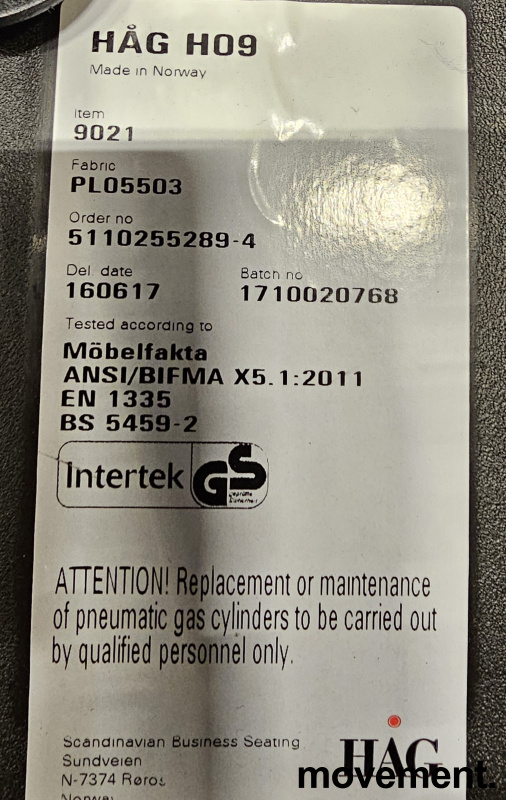 HÅG H09
Made in Norway
Item
9021
Fabric
PL05503
Order no
5110255289-4
Del. date
160617
Batch no
1710020768
Tested according to
Möbelfakta
ANSI/BIFMA X5.1:2011
EN 1335
BS 5459-2
Intertek GS
geprüfte
Sicherheit
ATTENTION! Replacement or maintenance
of pneumatic gas cylinders to be carried out
by qualified personnel only.
Scandinavian Business Seating
Sundveien
N-7374 Røros
Norway
HÅG
movement.